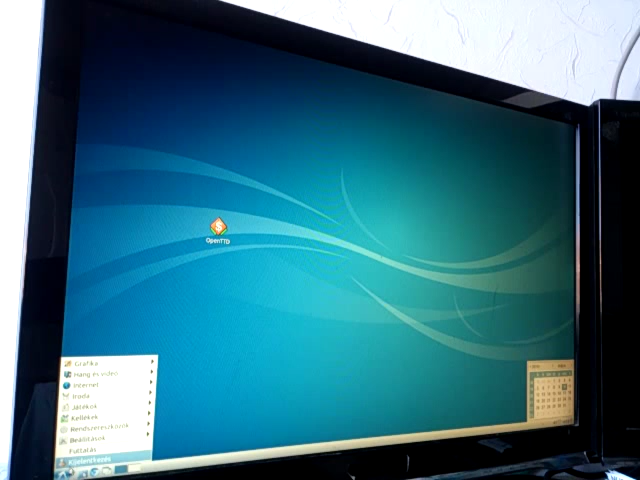 OpenTTD
Grafika
Hang és videó
Internet
Iroda
Játékok
Kellékek
Rendszereszközök
Beállítások
Futtatás
Kijelentkezés